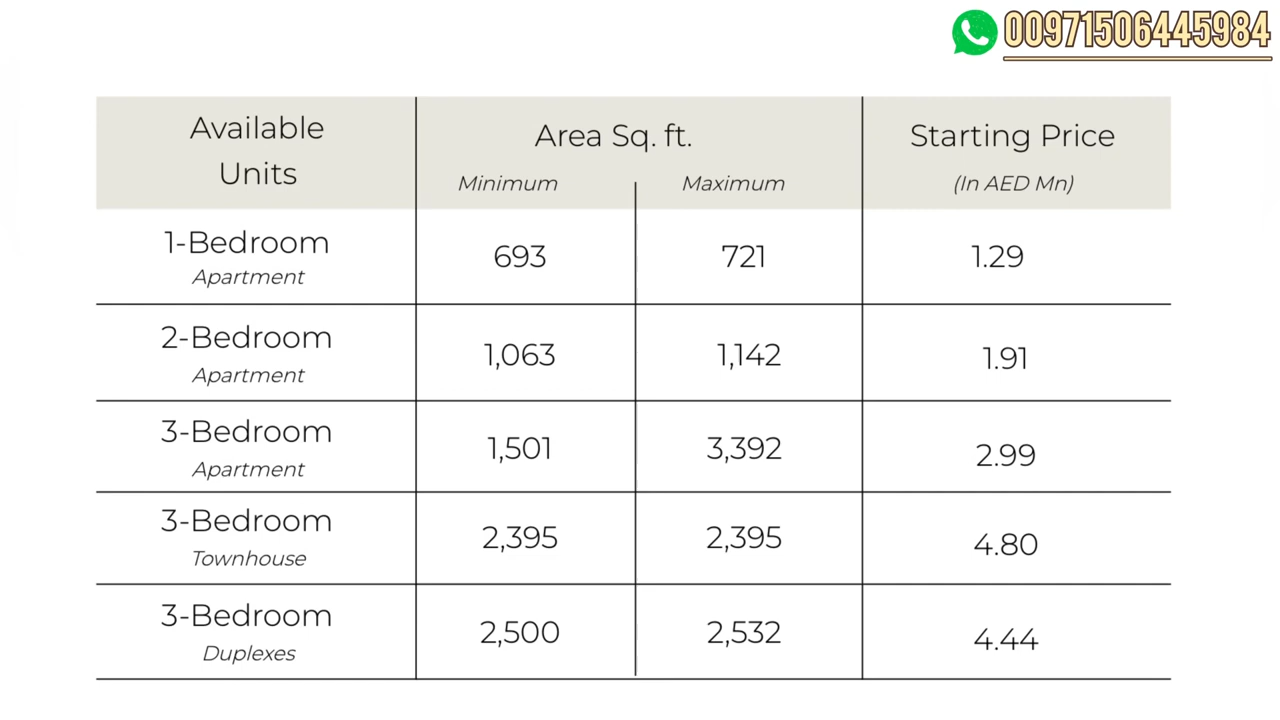 00971506445984
Available Units
Area Sq. ft.
Starting Price
Minimum
Maximum
(In AED Mn)
1-Bedroom
Apartment
693
721
1.29
2-Bedroom
Apartment
1,063
1,142
1.91
3-Bedroom
Apartment
1,501
3,392
2.99
3-Bedroom
Townhouse
2,395
2,395
4.80
3-Bedroom
Duplexes
2,500
2,532
4.44